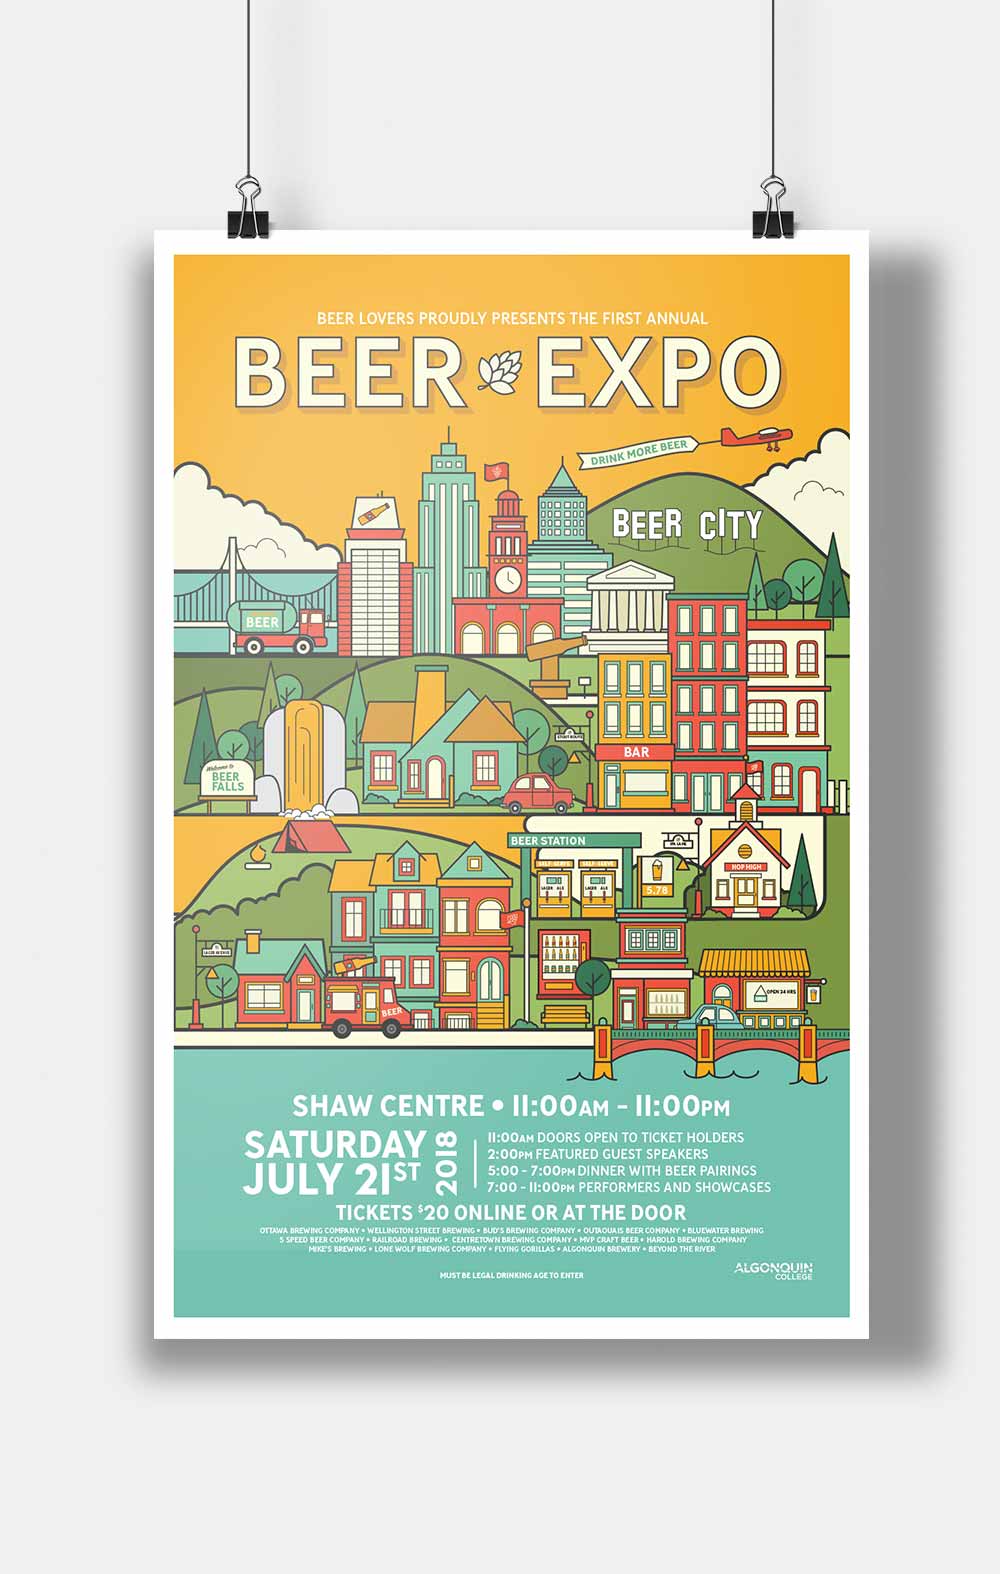 BEER LOVERS PROUDLY PRESENTS THE FIRST ANNUAL
BEER EXPO
DRINK MORE BEER
BEER CITY
BEER
BAR
Welcome to
BEER
FALLS
BEER STATION
SELF-SERVE SELF-SERVE
LAGER ALE LAGER ALE
5.78
HOP HIGH
LAGER AVENUE
BEER
OPEN 24 HRS
SHAW CENTRE • 11:00AM - 11:00PM
SATURDAY
JULY 21ST
2018
11:00AM DOORS OPEN TO TICKET HOLDERS
2:00PM FEATURED GUEST SPEAKERS
5:00 - 7:00PM DINNER WITH BEER PAIRINGS
7:00 - 11:00PM PERFORMERS AND SHOWCASES
TICKETS $20 ONLINE OR AT THE DOOR
OTTAWA BREWING COMPANY • WELLINGTON STREET BREWING • BUD'S BREWING COMPANY • OUTAOUAIS BEER COMPANY • BLUEWATER BREWING
5 SPEED BEER COMPANY • RAILROAD BREWING • CENTRETOWN BREWING COMPANY • MVP CRAFT BEER • HAROLD BREWING COMPANY
MIKE'S BREWING • LONE WOLF BREWING COMPANY • FLYING GORILLAS • ALGONQUIN BREWERY • BEYOND THE RIVER
MUST BE LEGAL DRINKING AGE TO ENTER
ALGONQUIN
COLLEGE